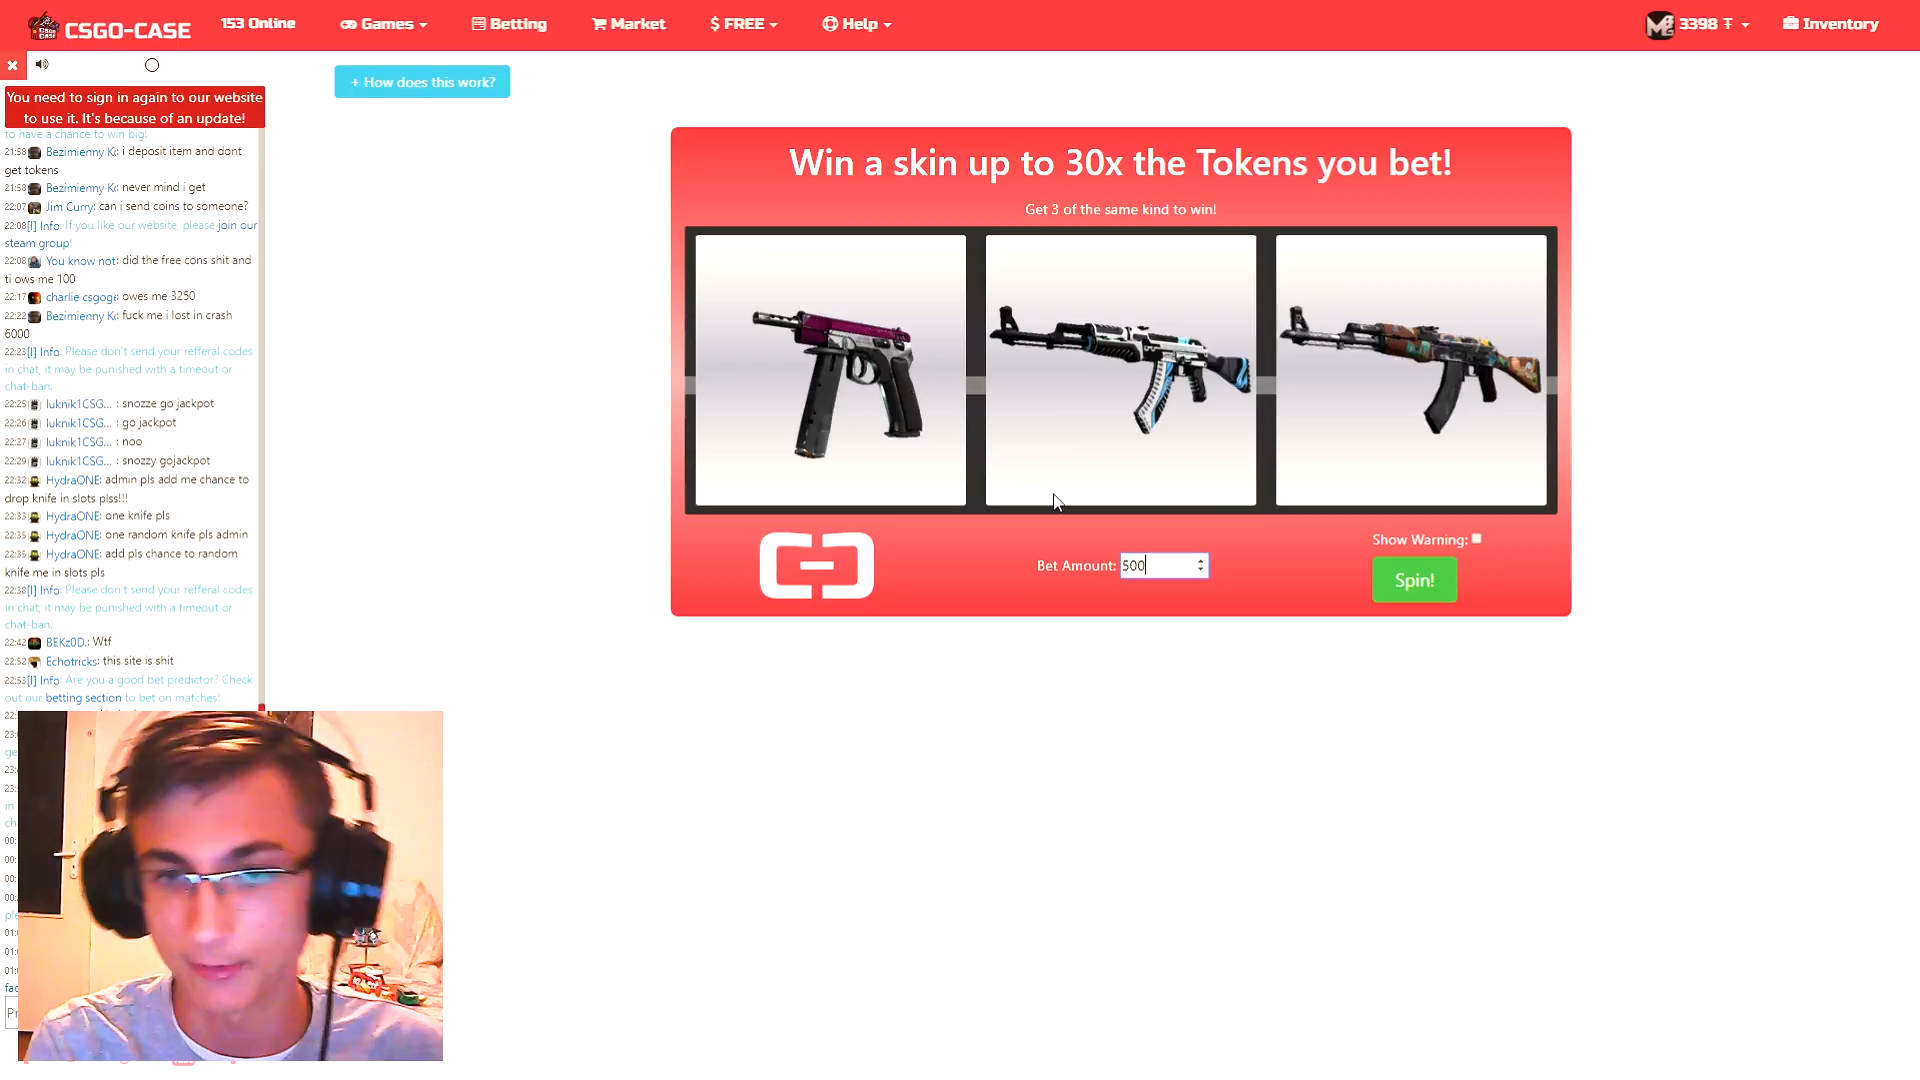 CSGO-CASE
153 Online
Games
Betting
Market
$ FREE
Help
3398
Inventory
+ How does this work?
You need to sign in again to our website
to use it. It's because of an update!
to have a chance to win big!
21:58 Bezimienny Ko: i deposit item and dont
get tokens
21:58 Bezimienny Ko: never mind i get
22:07 Jim Curry: can i send coins to someone?
22:08 [I] Info: If you like our website, please join our
steam group!
22:08 You know not: did the free cons shit and
ti ows me 100
22:17 charlie csgoge: owes me 3250
22:22 Bezimienny Ko: fuck me i lost in crash
6000
22:23 [I] Info: Please don't send your refferal codes
in chat, it may be punished with a timeout or
chat-ban.
22:25 luknik1CSG... : snozze go jackpot
22:26 luknik1CSG... : go jackpot
22:27 luknik1CSG... : noo
22:29 luknik1CSG... : snozzy gojackpot
22:32 HydraONE: admin pls add me chance to
drop knife in slots plss!!!
22:33 HydraONE: one knife pls
22:35 HydraONE: one random knife pls admin
22:35 HydraONE: add pls chance to random
knife me in slots pls
22:38 [I] Info: Please don't send your refferal codes
in chat, it may be punished with a timeout or
chat-ban.
22:42 BEKz0D.: Wtf
22:52 Echotricks: this site is shit
22:53 [I] Info: Are you a good bet predictor? Check
out our betting section to bet on matches!
Win a skin up to 30x the Tokens you bet!
Get 3 of the same kind to win!
Bet Amount: 500
Show Warning:
Spin!